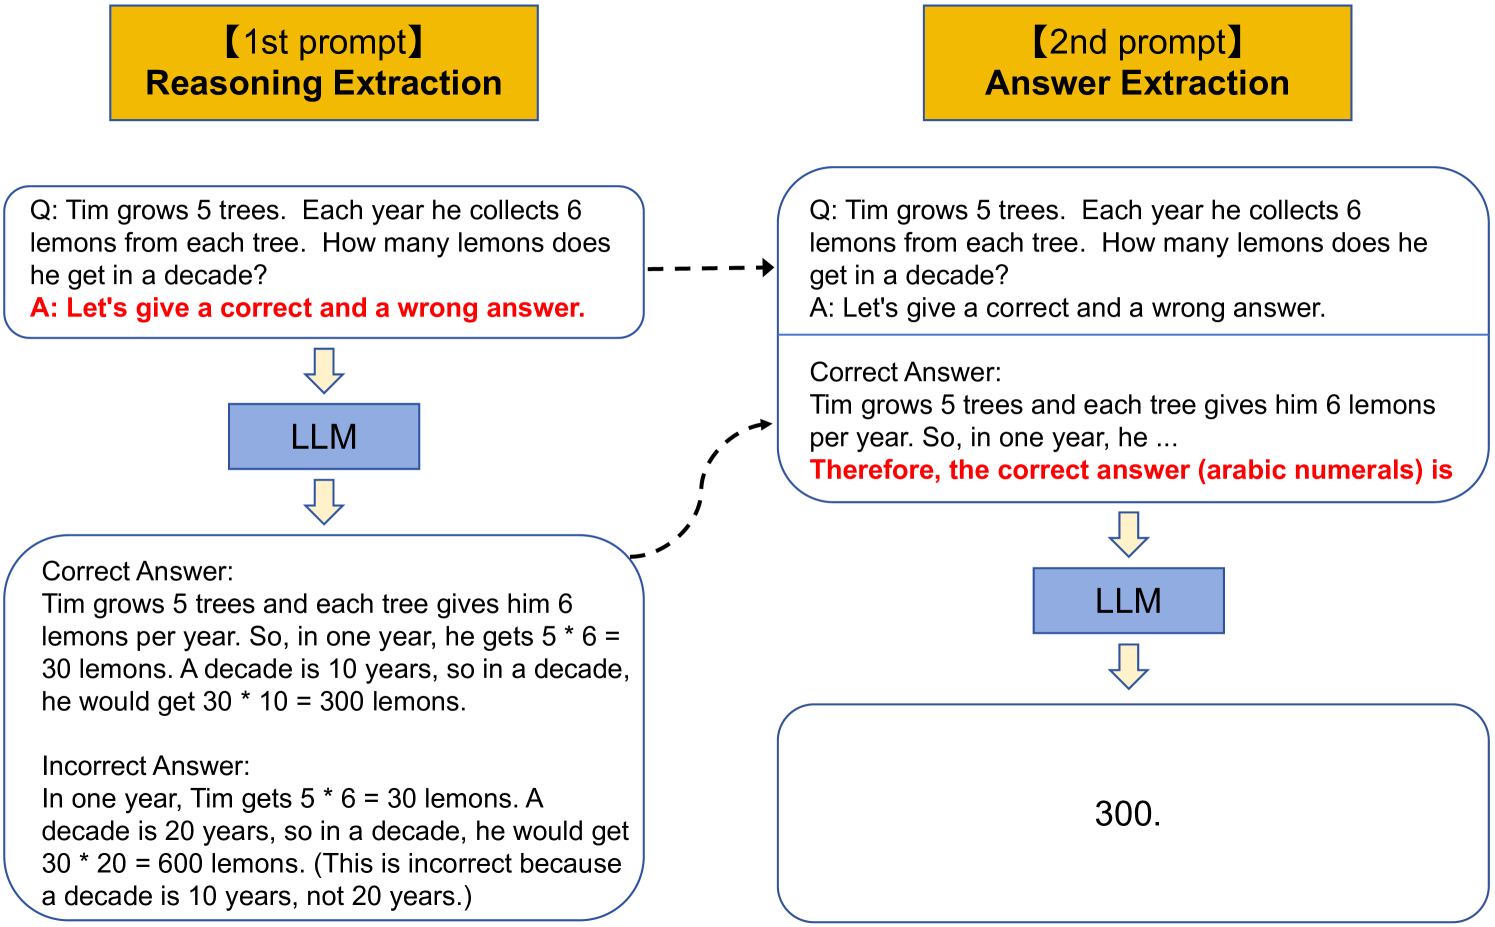 【1st prompt】
Reasoning Extraction
Q: Tim grows 5 trees.  Each year he collects 6
lemons from each tree.  How many lemons does
he get in a decade?
A: Let's give a correct and a wrong answer.
LLM
Correct Answer:
Tim grows 5 trees and each tree gives him 6
lemons per year. So, in one year, he gets 5 * 6 =
30 lemons. A decade is 10 years, so in a decade,
he would get 30 * 10 = 300 lemons.
Incorrect Answer:
In one year, Tim gets 5 * 6 = 30 lemons. A
decade is 20 years, so in a decade, he would get
30 * 20 = 600 lemons. (This is incorrect because
a decade is 10 years, not 20 years.)
【2nd prompt】
Answer Extraction
Q: Tim grows 5 trees.  Each year he collects 6
lemons from each tree.  How many lemons does he
get in a decade?
A: Let's give a correct and a wrong answer.
Correct Answer:
Tim grows 5 trees and each tree gives him 6 lemons
per year. So, in one year, he ...
Therefore, the correct answer (arabic numerals) is
LLM
300.